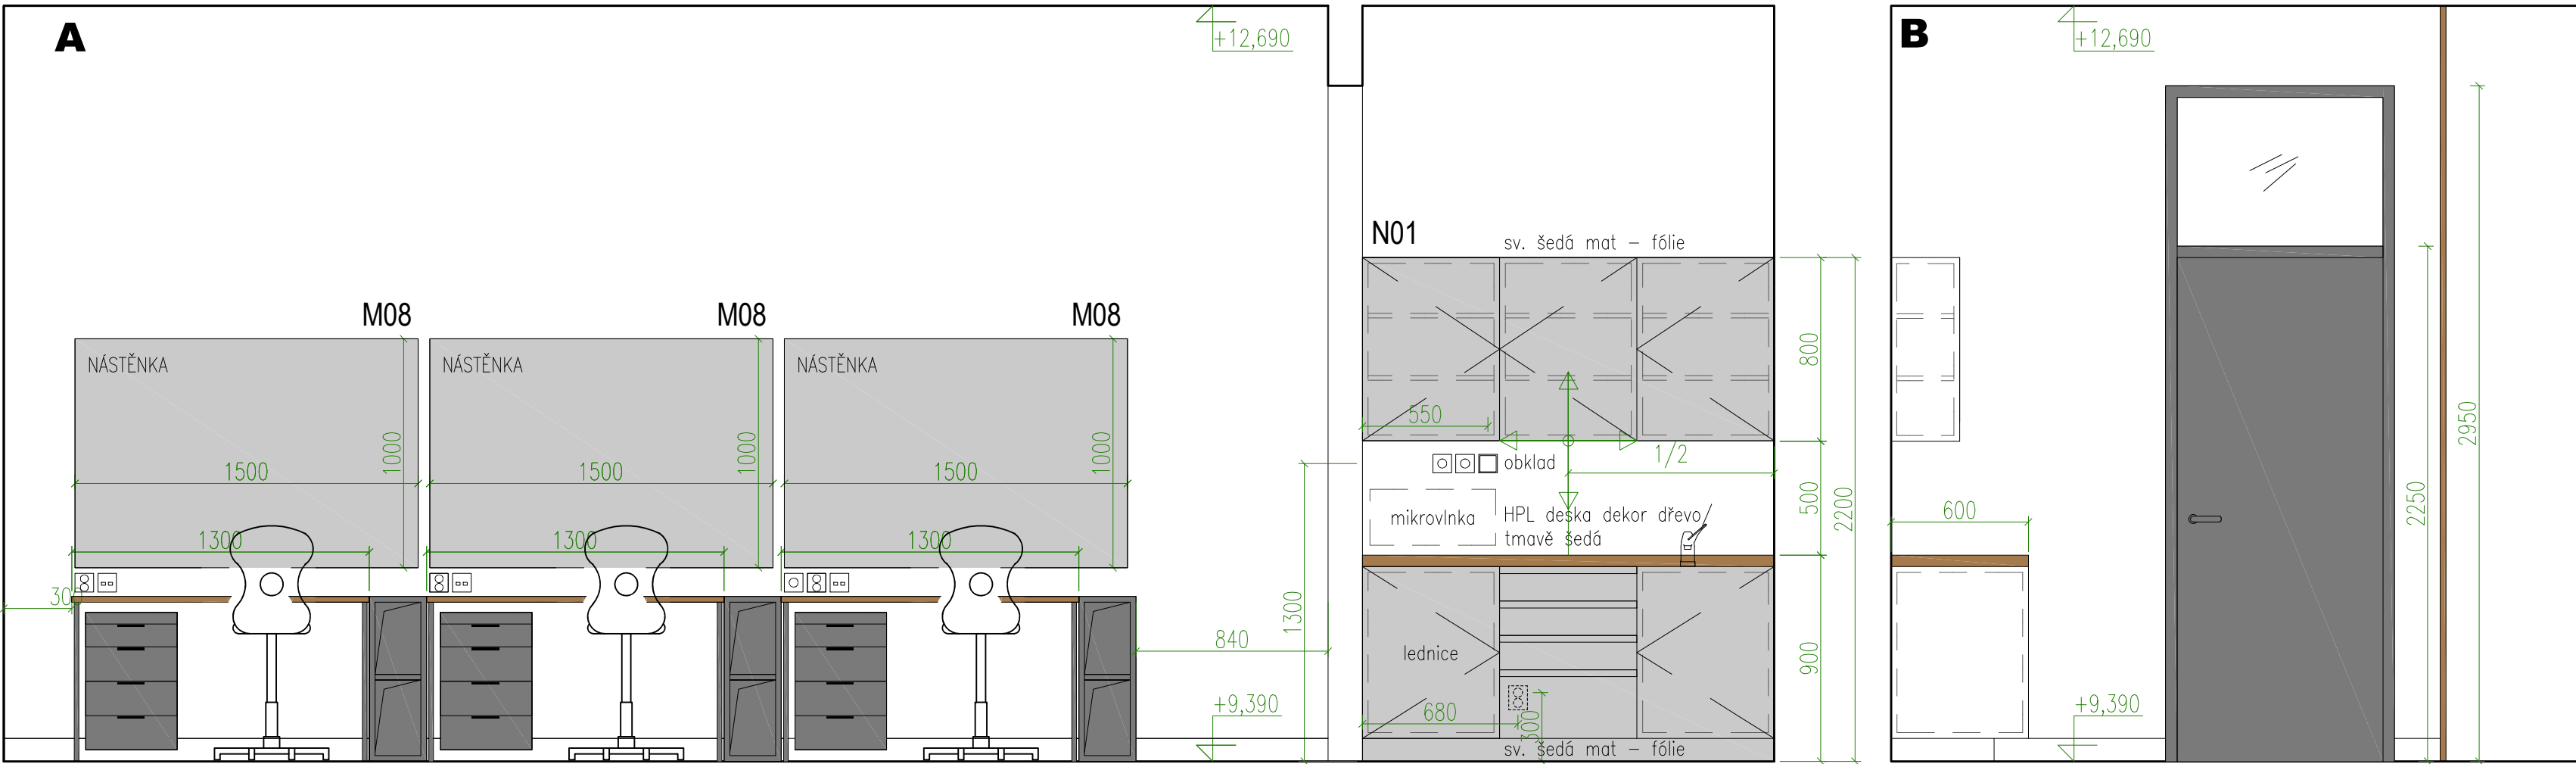 A
+12,690
B
+12,690
N01
sv. šedá mat – fólie
M08
M08
M08
NÁSTĚNKA
NÁSTĚNKA
NÁSTĚNKA
800
550
1000
1000
1000
2950
1/2
obklad
1500
1500
1500
500
2200
2250
600
mikrovlnka
HPL deska dekor dřevo
tmavě šedá
1300
1300
1300
30
1300
840
lednice
900
680
300
+9,390
+9,390
sv. šedá mat – fólie